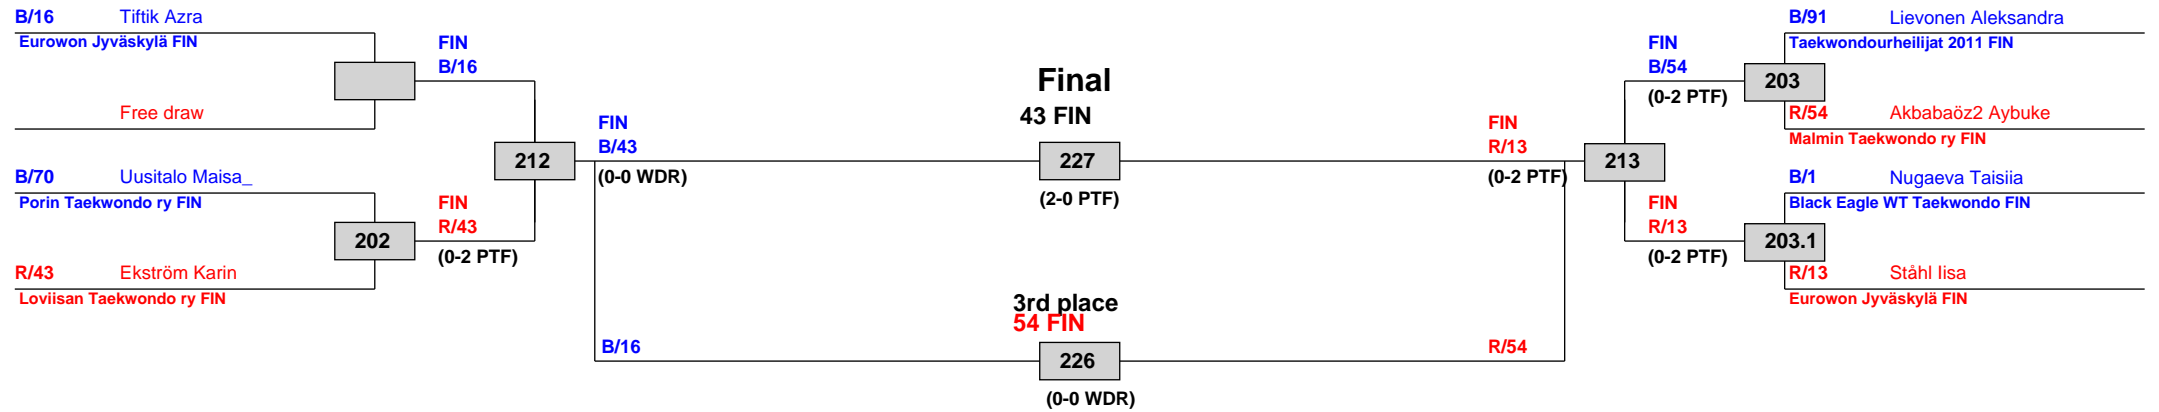 B/16 Tiftik Azra
Eurowon Jyväskylä FIN
FIN
B/16
Free draw
B/70 Uusitalo Maisa_
Porin Taekwondo ry FIN
202
FIN
R/43
(0-2 PTF)
R/43 Ekström Karin
Loviisan Taekwondo ry FIN
212
FIN
B/43
(0-0 WDR)
Final
43 FIN
227
(2-0 PTF)
3rd place
54 FIN
B/16
226
R/54
(0-0 WDR)
FIN
R/13
(0-2 PTF)
213
FIN
B/54
(0-2 PTF)
203
B/91 Lievonen Aleksandra
Taekwondourheilijat 2011 FIN
R/54 Akbabaöz2 Aybuke
Malmin Taekwondo ry FIN
FIN
R/13
(0-2 PTF)
203.1
B/1 Nugaeva Taisiia
Black Eagle WT Taekwondo FIN
R/13 Ståhl Iisa
Eurowon Jyväskylä FIN